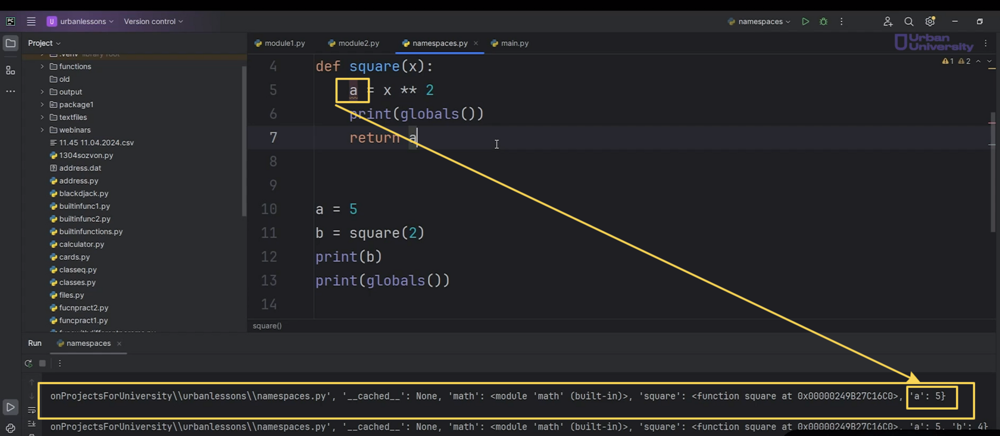 PC
U urbanlessons
Version control
namespaces
Project
module1.py
module2.py
namespaces.py
main.py
Urban
University
.venv library root
functions
old
output
package1
textfiles
webinars
11.45 11.04.2024.csv
1304sozvon.py
address.dat
address.py
blackdjack.py
builtinfunc1.py
builtinfunc2.py
builtinfunctions.py
calculator.py
cards.py
classeq.py
classes.py
files.py
fucnpract2.py
funcpract1.py
1 2
4 def square(x):
5 a = x ** 2
6 print(globals())
7 return a
8
9
10 a = 5
11 b = square(2)
12 print(b)
13 print(globals())
14
square()
Run
namespaces
onProjectsForUniversity\\urbanlessons\\namespaces.py', '__cached__': None, 'math': <module 'math' (built-in)>, 'square': <function square at 0x00000249B27C16C0>, 'a': 5}
onProjectsForUniversity\\urbanlessons\\namespaces.py', '__cached__': None, 'math': <module 'math' (built-in)>, 'square': <function square at 0x00000249B27C16C0>, 'a': 5, 'b': 4}